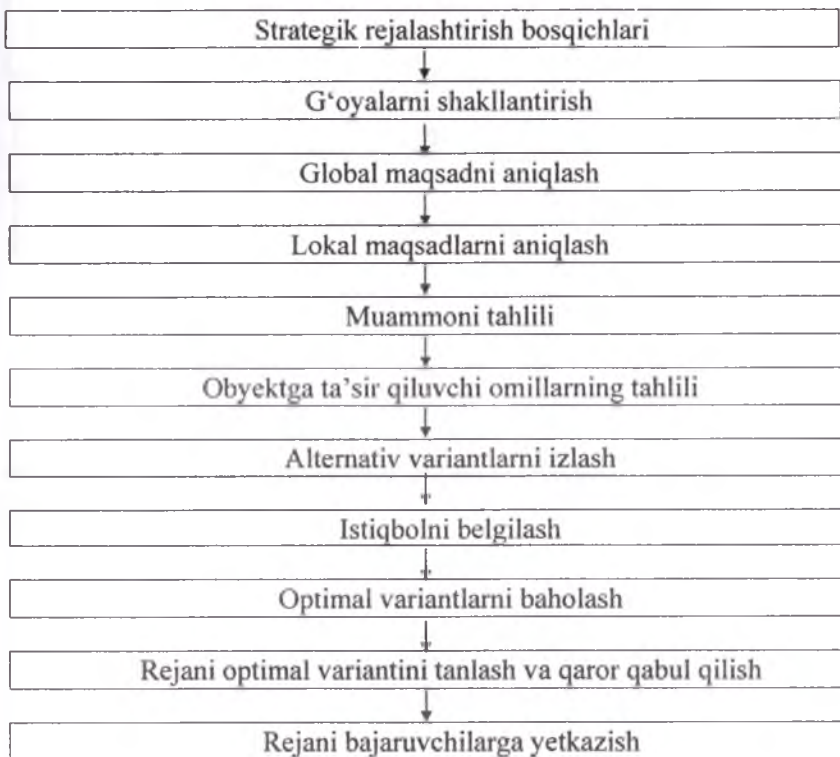 Strategik rejalashtirish bosqichlari
G‘oyalarni shakllantirish
Global maqsadni aniqlash
Lokal maqsadlarni aniqlash
Muammoni tahlili
Obyektga ta’sir qiluvchi omillarning tahlili
Alternativ variantlarni izlash
Istiqbolni belgilash
Optimal variantlarni baholash
Rejani optimal variantini tanlash va qaror qabul qilish
Rejani bajaruvchilarga yetkazish